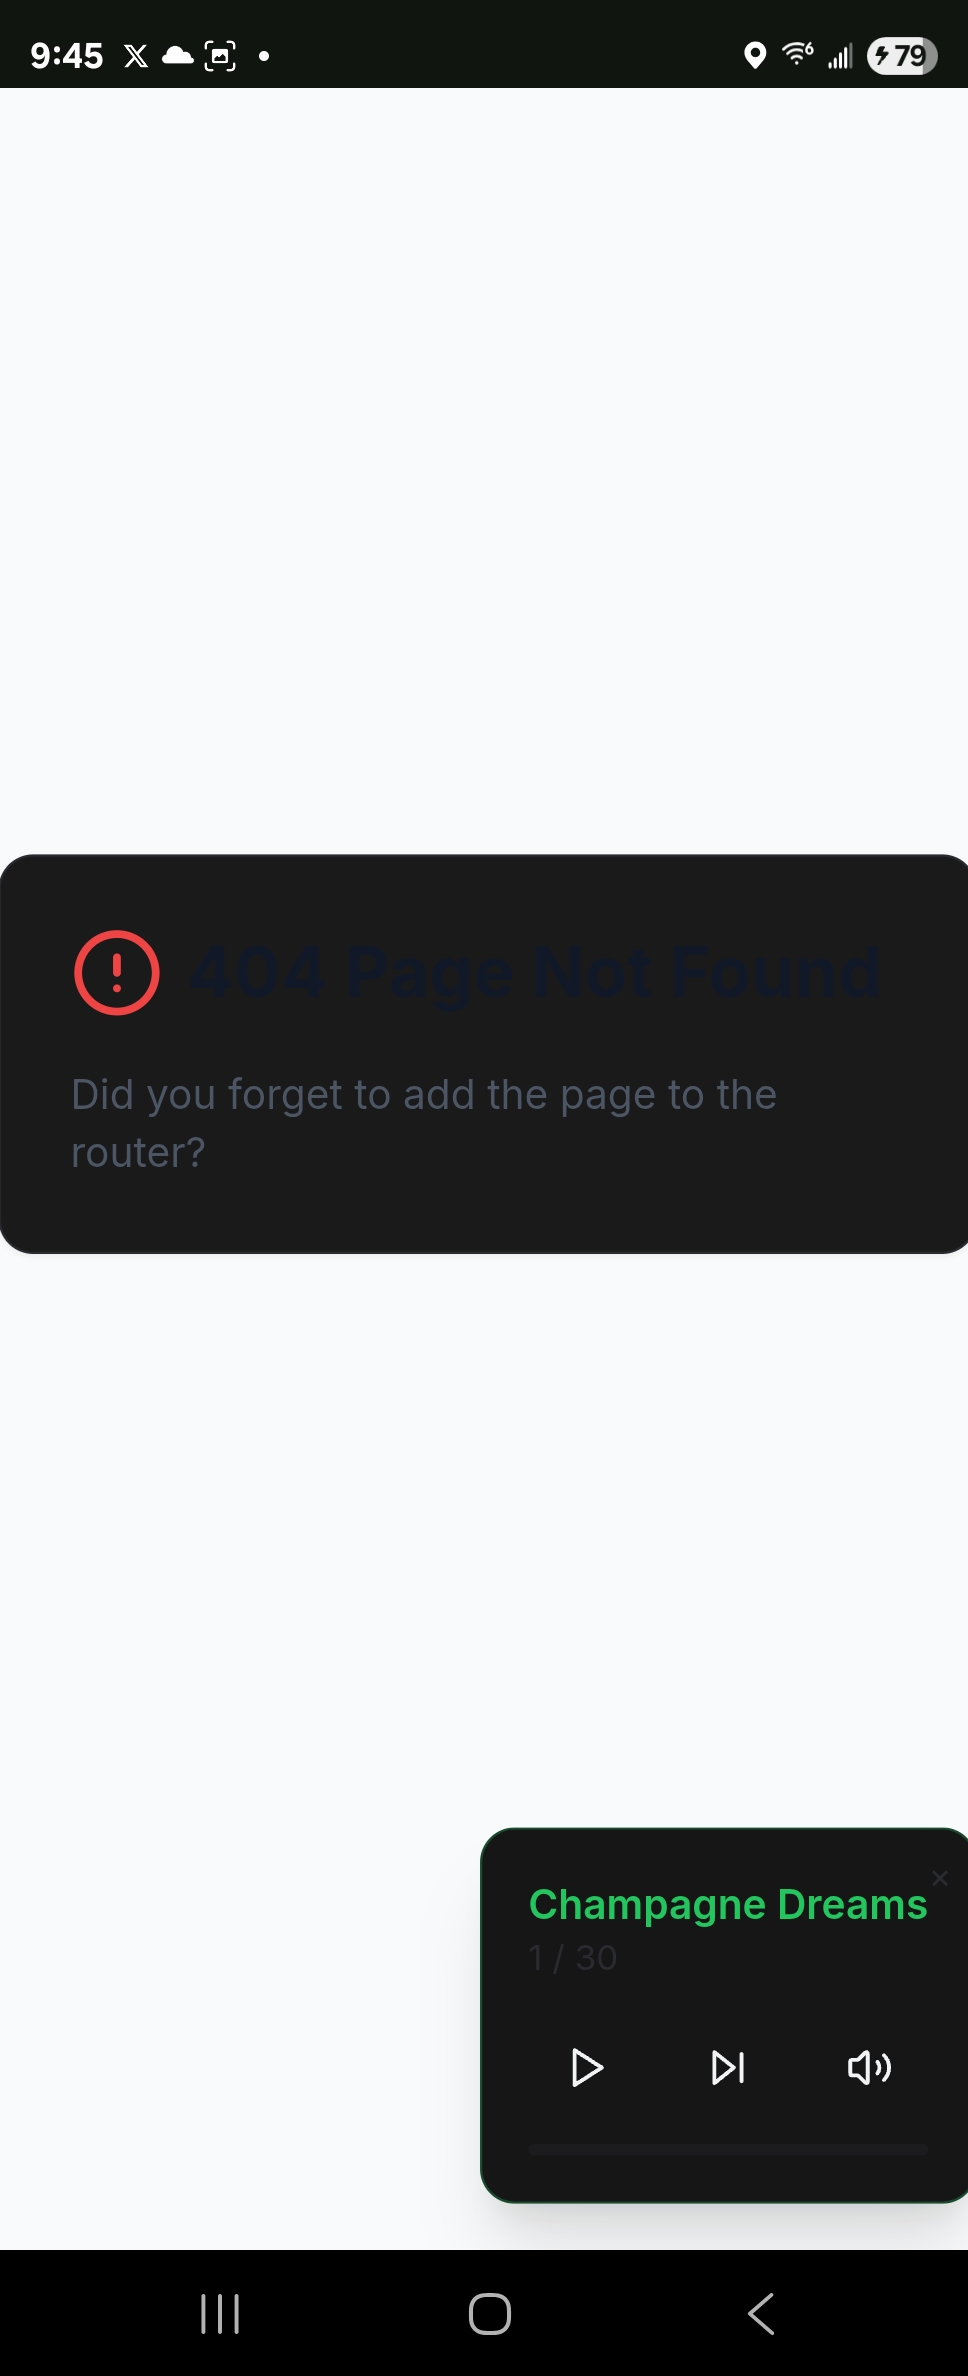 9:45
6
79
404 Page Not Found
Did you forget to add the page to the
router?
Champagne Dreams
1 / 30